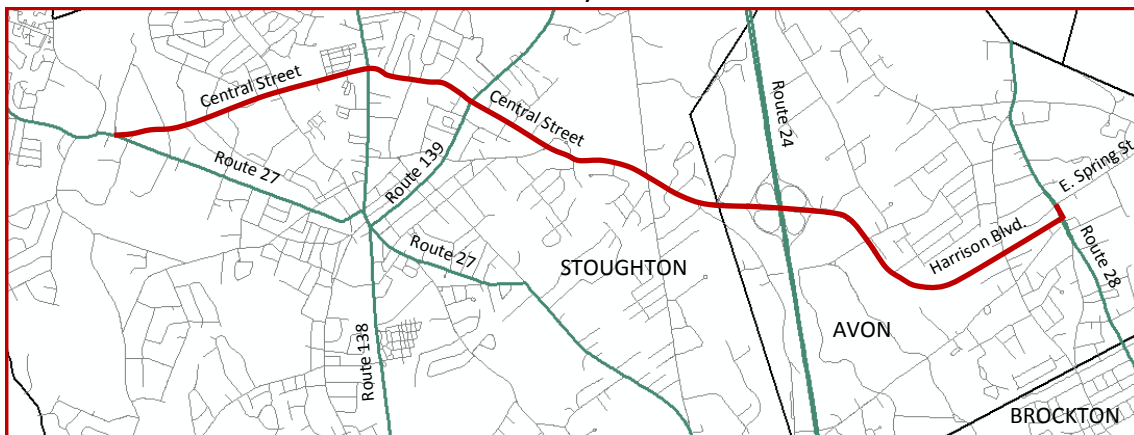 Central Street
Central Street
Route 24
Route 27
Route 139
E. Spring St
Harrison Blvd.
Route 27
STOUGHTON
Route 28
Route 138
AVON
BROCKTON